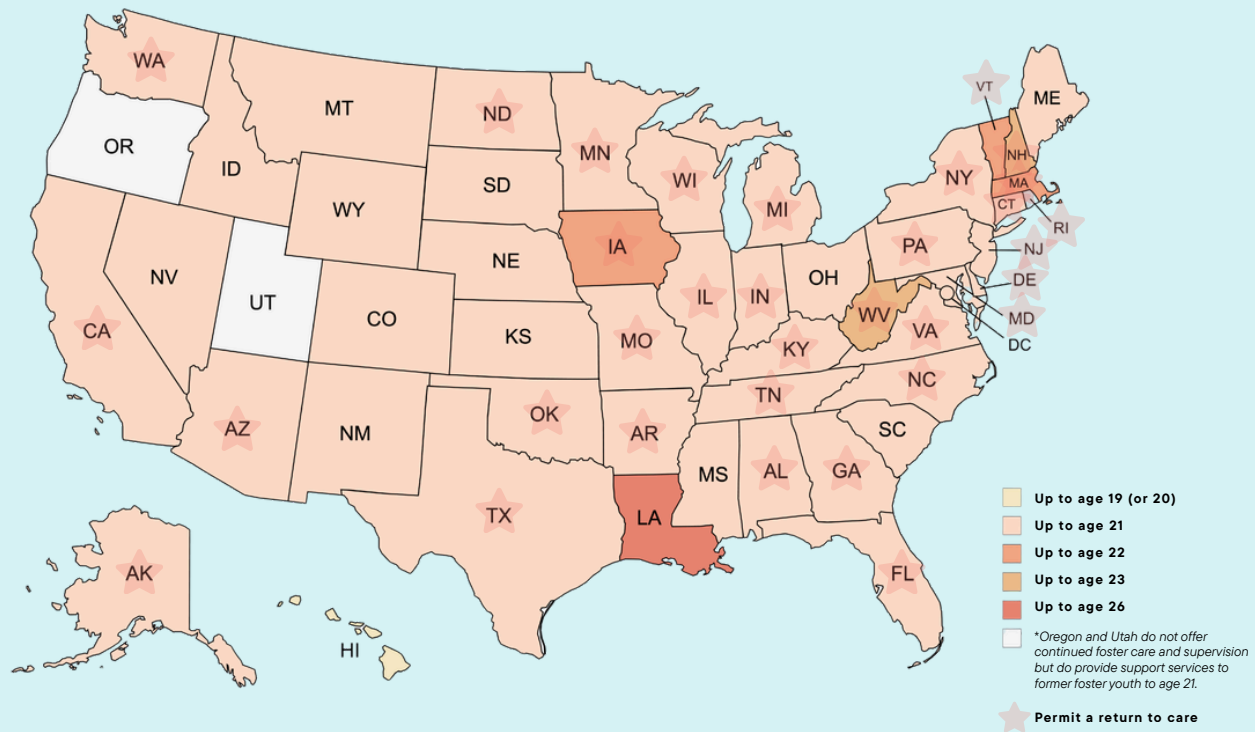 WA
VT
ME
MT
ND
OR
MN
ID
NH
SD
WI
NY
MA
WY
MI
CT
RI
IA
PA
NJ
NE
NV
OH
DE
UT
IL
IN
CO
WV
MD
CA
KS
MO
VA
DC
KY
NC
TN
OK
AZ
NM
AR
SC
MS
AL
GA
TX
LA
AK
FL
HI
Up to age 19 (or 20)
Up to age 21
Up to age 22
Up to age 23
Up to age 26
*Oregon and Utah do not offer
continued foster care and supervision
but do provide support services to
former foster youth to age 21.
Permit a return to care